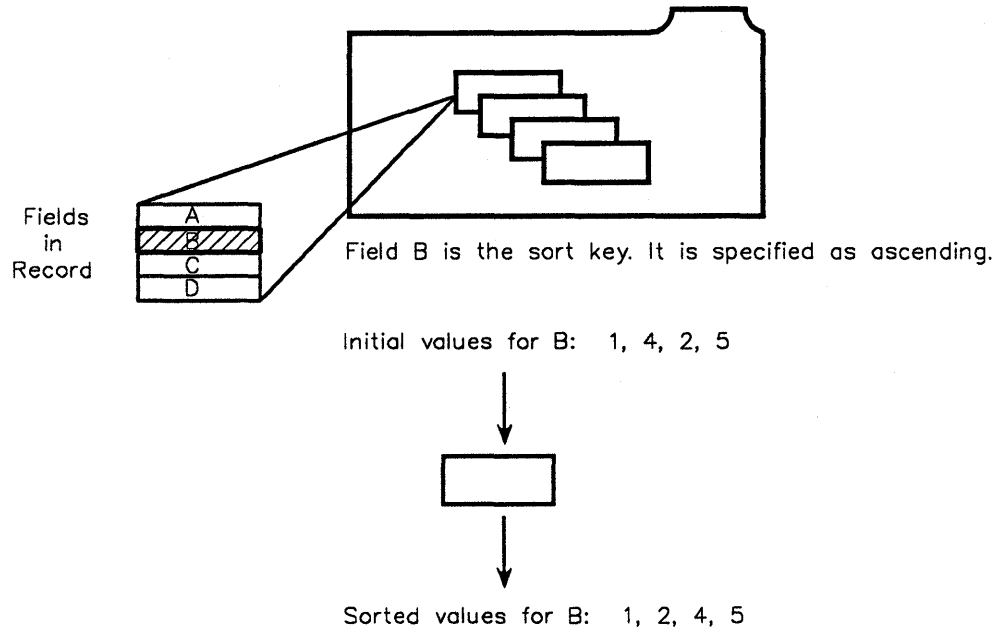 Fields
in
Record
A
B
C
D
Field B is the sort key. It is specified as ascending.
Initial values for B: 1, 4, 2, 5
Sorted values for B: 1, 2, 4, 5